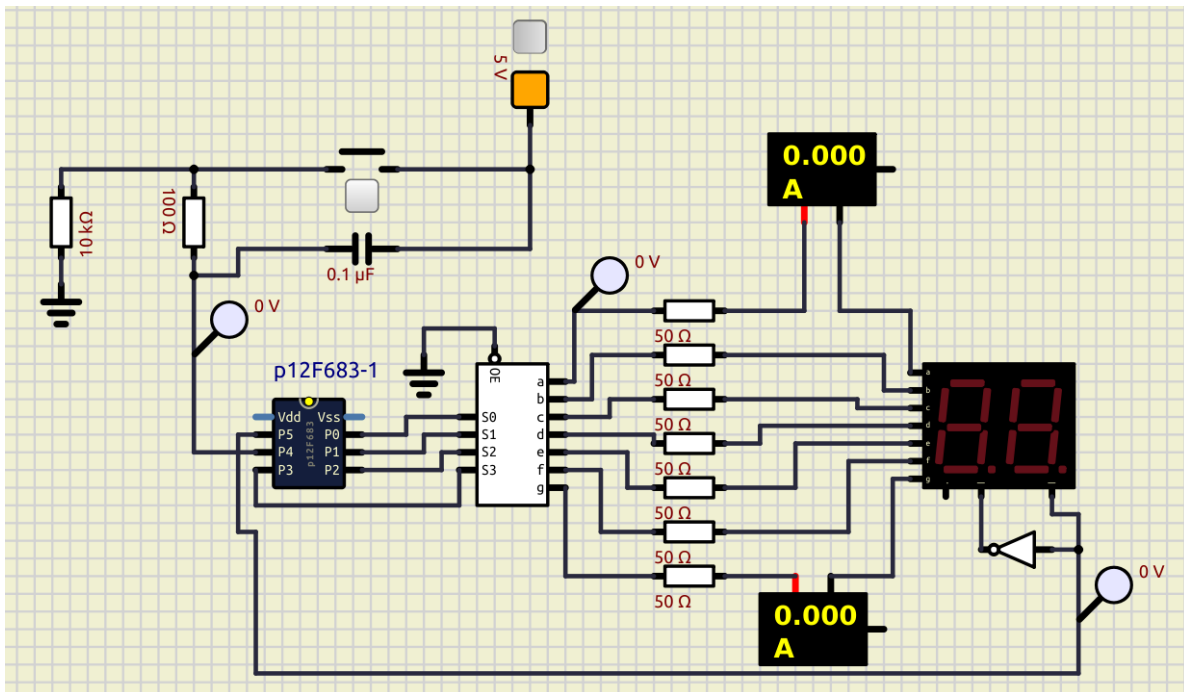 5 V
0.000
A
100 Ω
10 kΩ
0.1 µF
0 V
0 V
50 Ω
50 Ω
50 Ω
50 Ω
50 Ω
50 Ω
50 Ω
p12F683-1
Vdd Vss
P5 P0
P4 P1
P3 P2
p12F683
OE
S0
S1
S2
S3
a
b
c
d
e
f
g
a
b
c
d
e
f
g
0 V
0.000
A